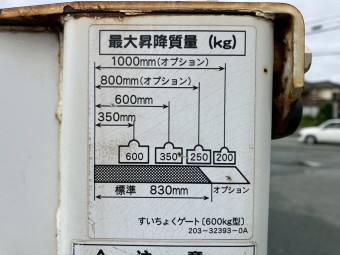 最大昇降質量 (kg)
1000mm(オプション)
800mm(オプション)
600mm
350mm
600 350 250 200
標準 830mm オプション
すいちょくゲート〔600kg型〕
203-32393-0A
注意